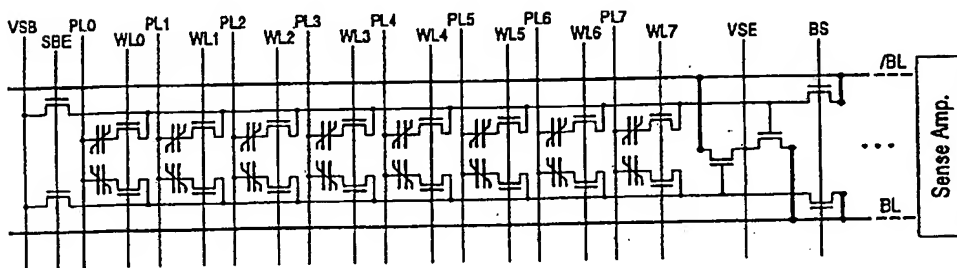 VSB SBE PL0 WL0 PL1 WL1 PL2 WL2 PL3 WL3 PL4 WL4 PL5 WL5 PL6 WL6 PL7 WL7 VSE BS
/BL
BL
Sense Amp.